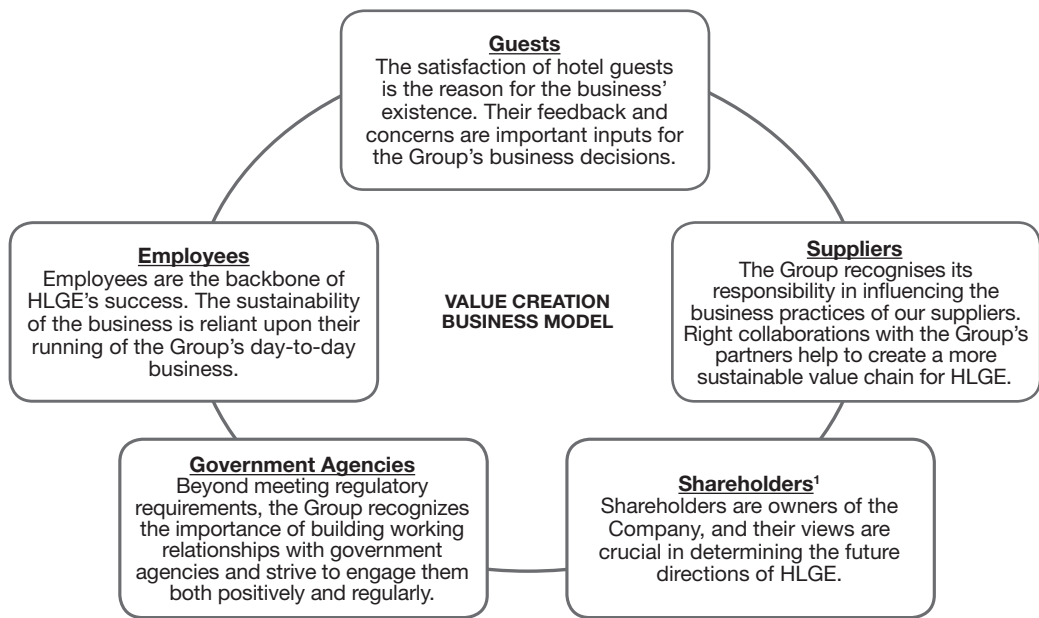 Guests
The satisfaction of hotel guests
is the reason for the business’
existence. Their feedback and
concerns are important inputs for
the Group’s business decisions.
Employees
Employees are the backbone of
HLGE’s success. The sustainability
of the business is reliant upon their
running of the Group’s day-to-day
business.
VALUE CREATION
BUSINESS MODEL
Suppliers
The Group recognises its
responsibility in influencing the
business practices of our suppliers.
Right collaborations with the Group’s
partners help to create a more
sustainable value chain for HLGE.
Government Agencies
Beyond meeting regulatory
requirements, the Group recognizes
the importance of building working
relationships with government
agencies and strive to engage them
both positively and regularly.
Shareholders¹
Shareholders are owners of the
Company, and their views are
crucial in determining the future
directions of HLGE.